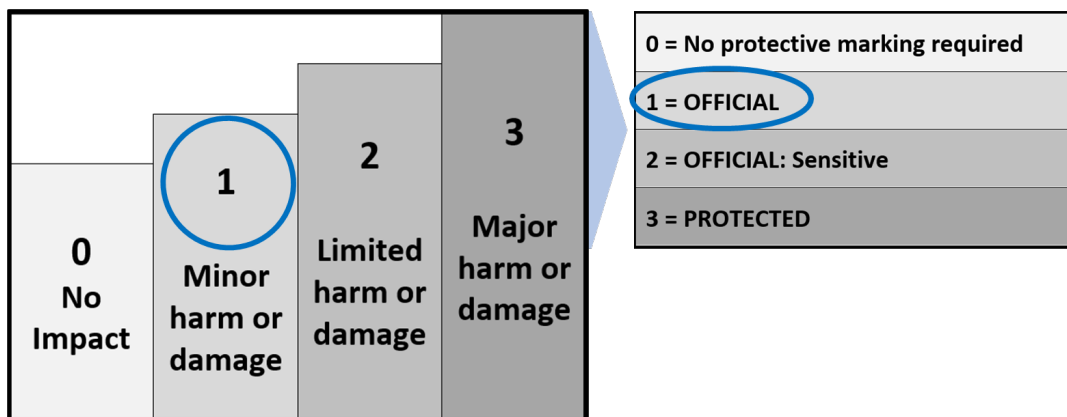 0
No
Impact
1
Minor
harm or
damage
2
Limited
harm or
damage
3
Major
harm or
damage
0 = No protective marking required
1 = OFFICIAL
2 = OFFICIAL: Sensitive
3 = PROTECTED